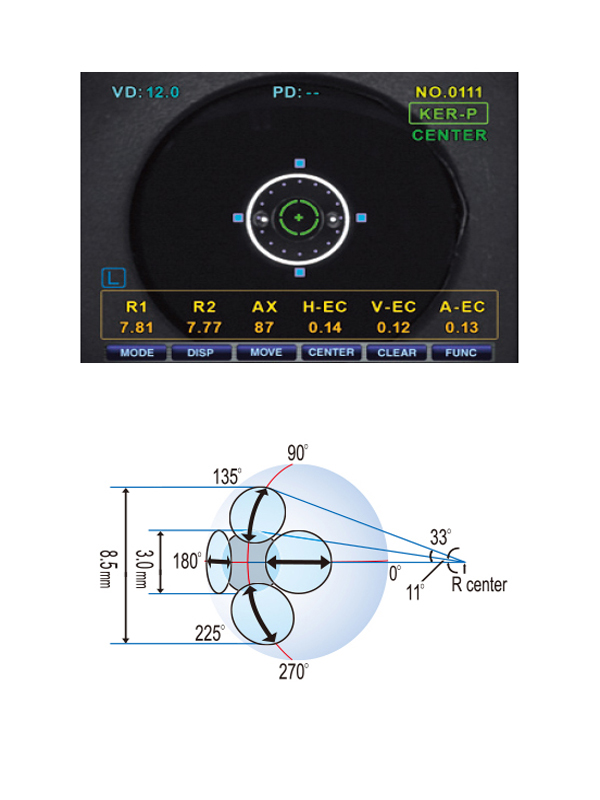 VD:12.0 PD:-- NO.0111
KER-P
CENTER
L
R1 R2 AX H-EC V-EC A-EC
7.81 7.77 87 0.14 0.12 0.13
MODE DISP MOVE CENTER CLEAR FUNC
90°
135°
33°
8.5mm
3.0mm
180°
0°
11°
R center
225°
270°